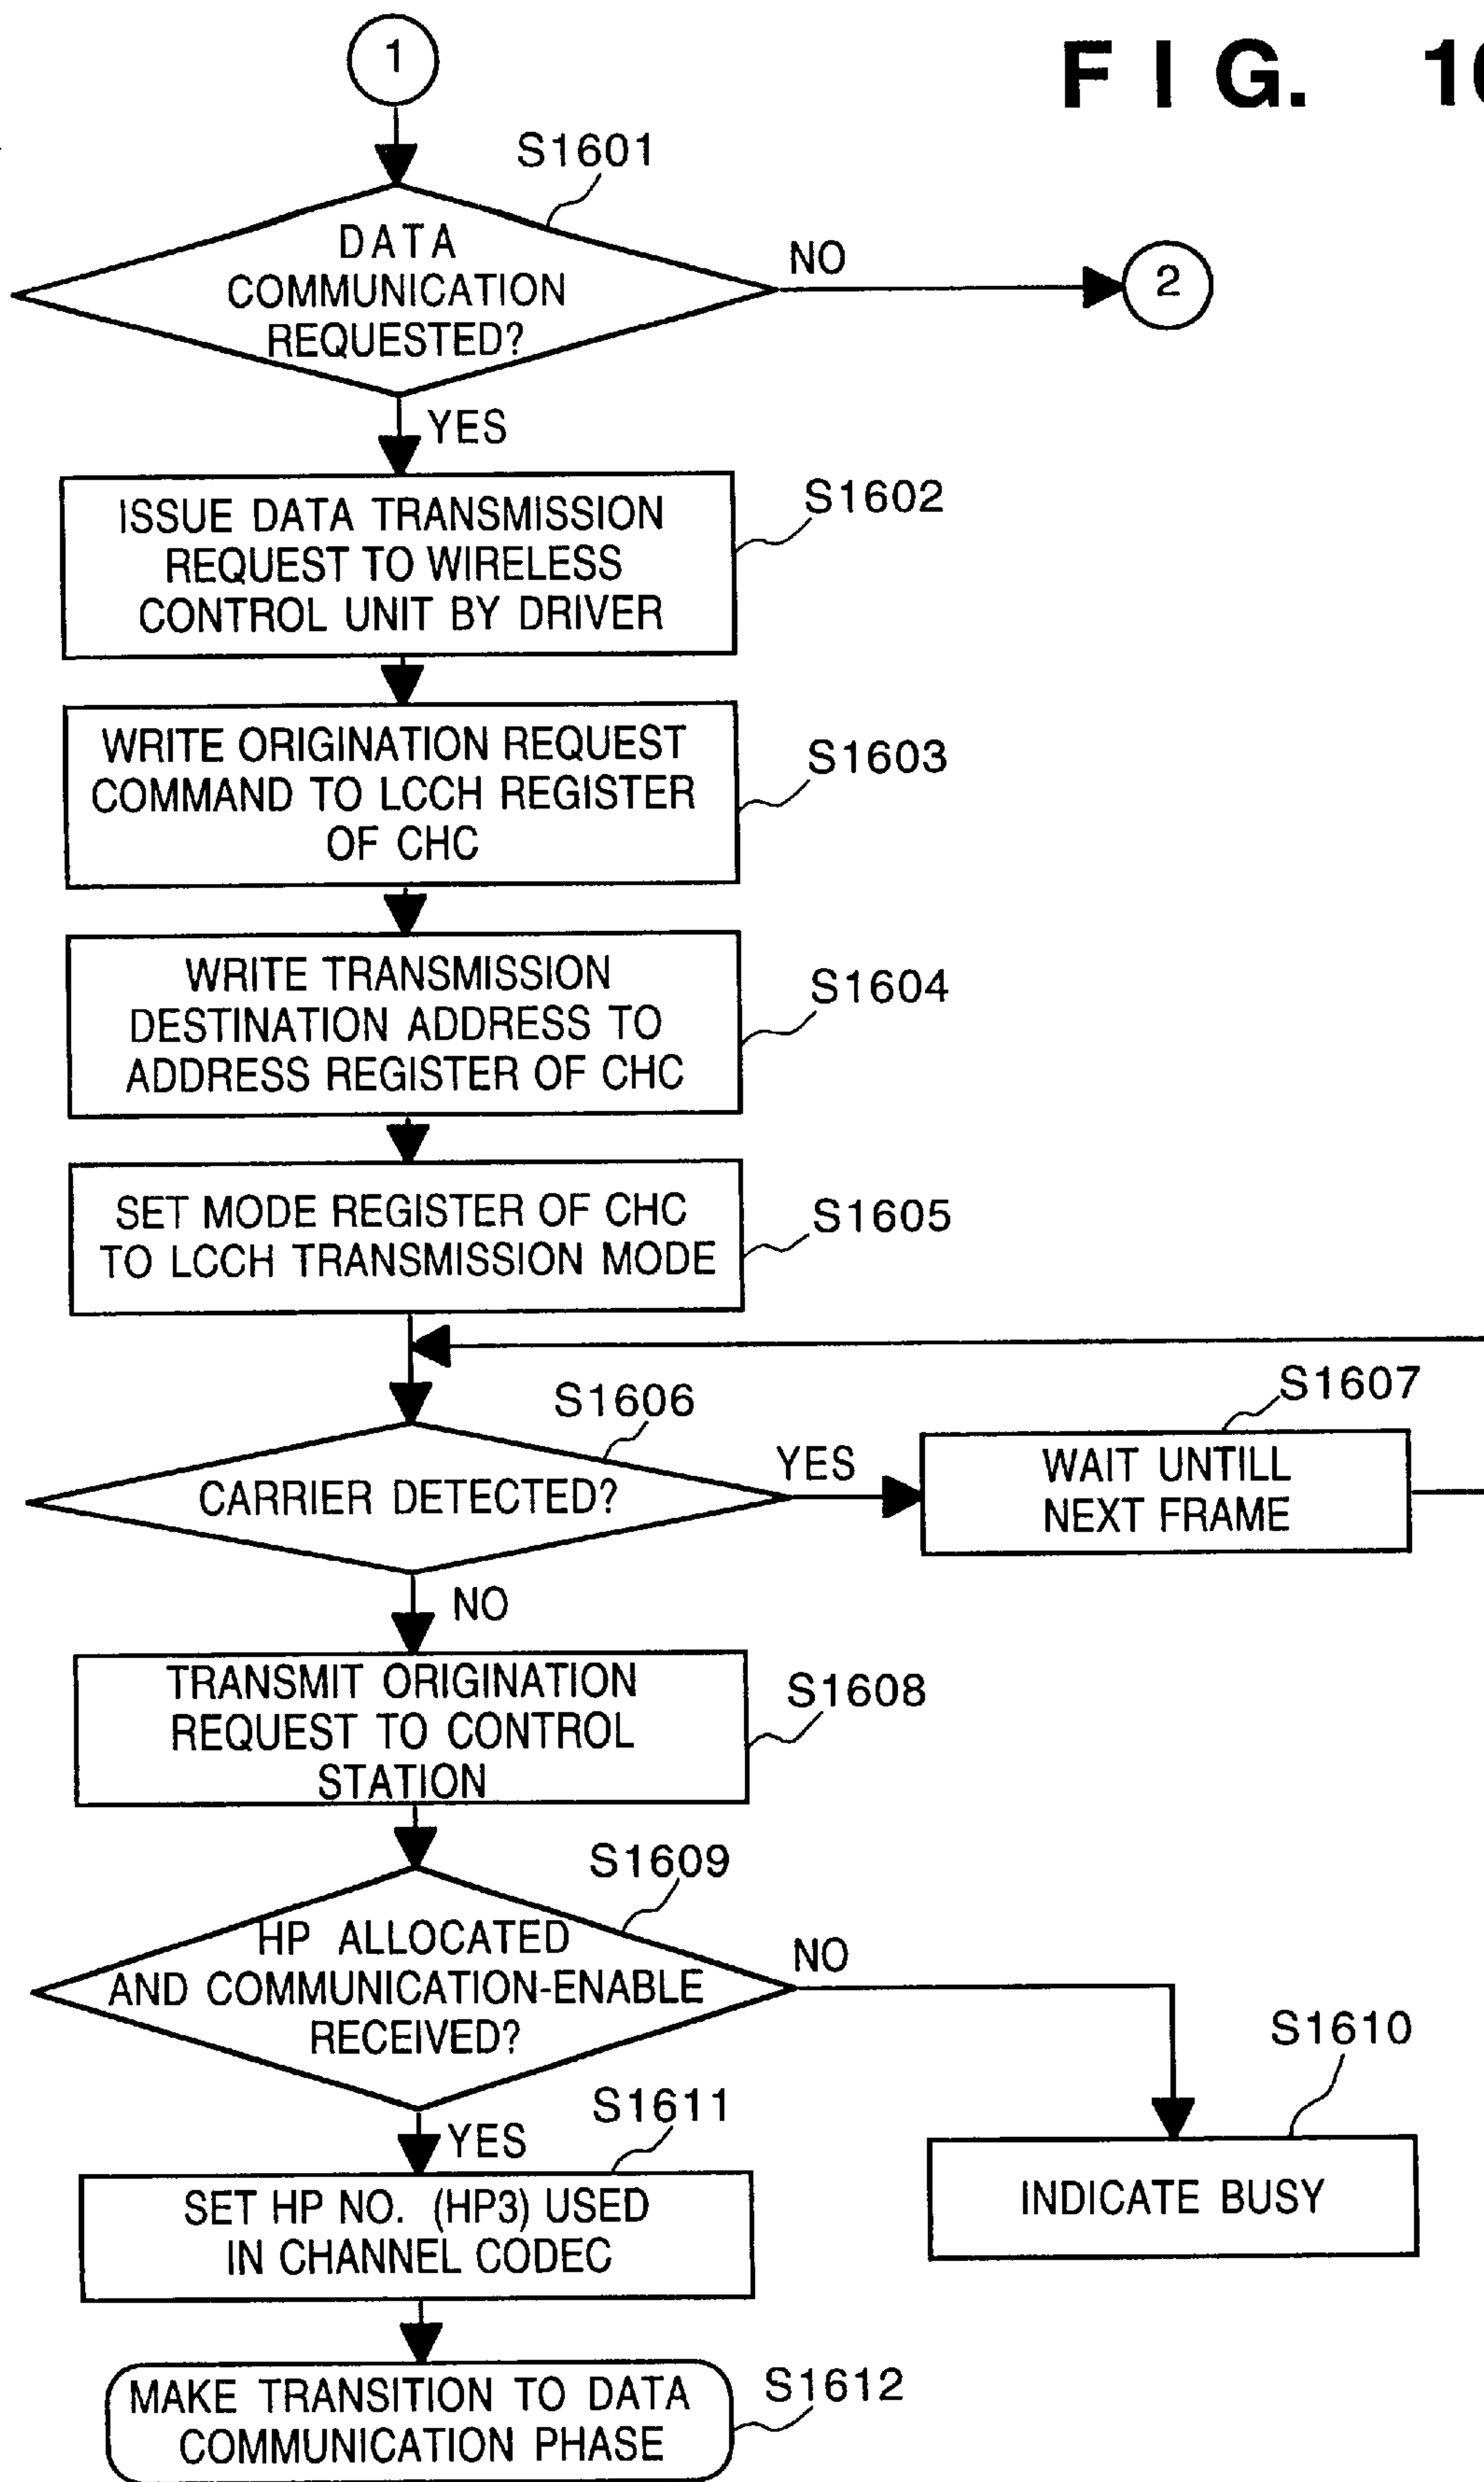 1
F I G. 1
S1601
DATA
COMMUNICATION
REQUESTED?
NO
2
YES
S1602
ISSUE DATA TRANSMISSION
REQUEST TO WIRELESS
CONTROL UNIT BY DRIVER
S1603
WRITE ORIGINATION REQUEST
COMMAND TO LCCH REGISTER
OF CHC
S1604
WRITE TRANSMISSION
DESTINATION ADDRESS TO
ADDRESS REGISTER OF CHC
S1605
SET MODE REGISTER OF CHC
TO LCCH TRANSMISSION MODE
S1606
CARRIER DETECTED?
YES
S1607
WAIT UNTILL
NEXT FRAME
NO
S1608
TRANSMIT ORIGINATION
REQUEST TO CONTROL
STATION
S1609
HP ALLOCATED
AND COMMUNICATION-ENABLE
RECEIVED?
NO
S1610
INDICATE BUSY
YES
S1611
SET HP NO. (HP3) USED
IN CHANNEL CODEC
S1612
MAKE TRANSITION TO DATA
COMMUNICATION PHASE